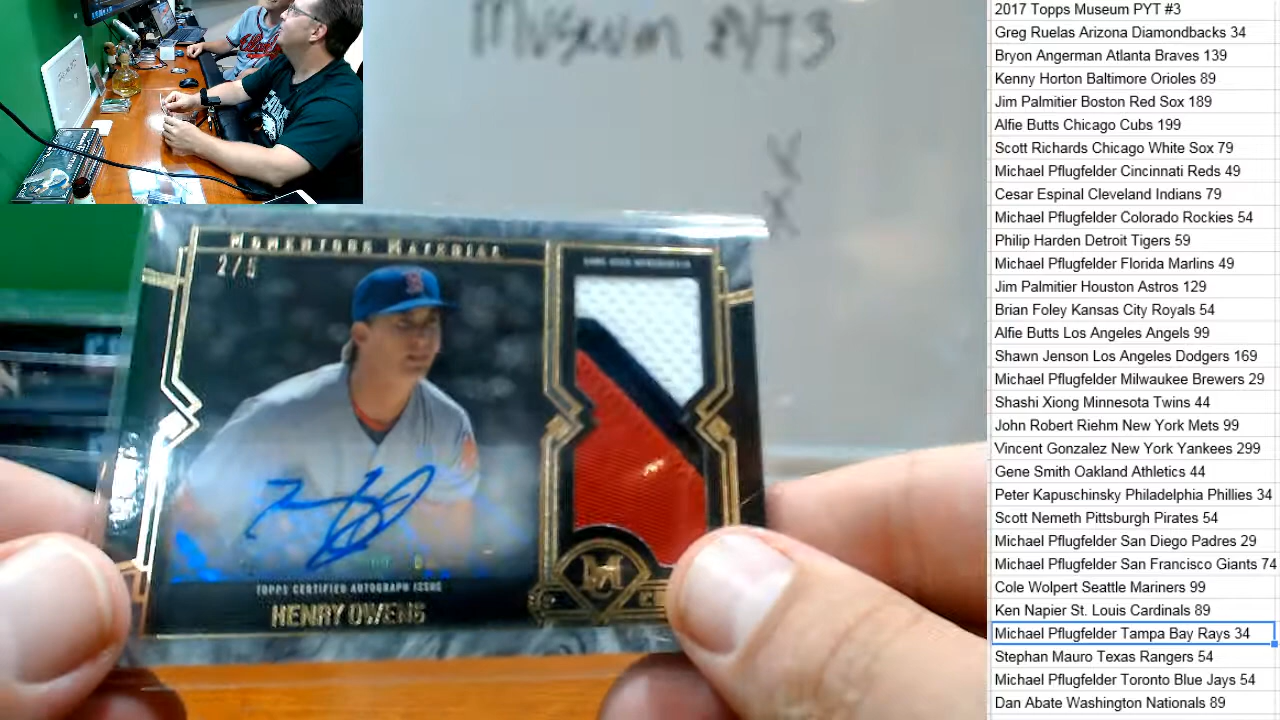 Museum PYT3
X
X
MOMENTOUS MATERIAL
2/5
B
TOPPS CERTIFIED AUTOGRAPH ISSUE
HENRY OWENS
M
2017 Topps Museum PYT #3
Greg Ruelas Arizona Diamondbacks 34
Bryon Angerman Atlanta Braves 139
Kenny Horton Baltimore Orioles 89
Jim Palmitier Boston Red Sox 189
Alfie Butts Chicago Cubs 199
Scott Richards Chicago White Sox 79
Michael Pflugfelder Cincinnati Reds 49
Cesar Espinal Cleveland Indians 79
Michael Pflugfelder Colorado Rockies 54
Philip Harden Detroit Tigers 59
Michael Pflugfelder Florida Marlins 49
Jim Palmitier Houston Astros 129
Brian Foley Kansas City Royals 54
Alfie Butts Los Angeles Angels 99
Shawn Jenson Los Angeles Dodgers 169
Michael Pflugfelder Milwaukee Brewers 29
Shashi Xiong Minnesota Twins 44
John Robert Riehm New York Mets 99
Vincent Gonzalez New York Yankees 299
Gene Smith Oakland Athletics 44
Peter Kapuschinsky Philadelphia Phillies 34
Scott Nemeth Pittsburgh Pirates 54
Michael Pflugfelder San Diego Padres 29
Michael Pflugfelder San Francisco Giants 74
Cole Wolpert Seattle Mariners 99
Ken Napier St. Louis Cardinals 89
Michael Pflugfelder Tampa Bay Rays 34
Stephan Mauro Texas Rangers 54
Michael Pflugfelder Toronto Blue Jays 54
Dan Abate Washington Nationals 89